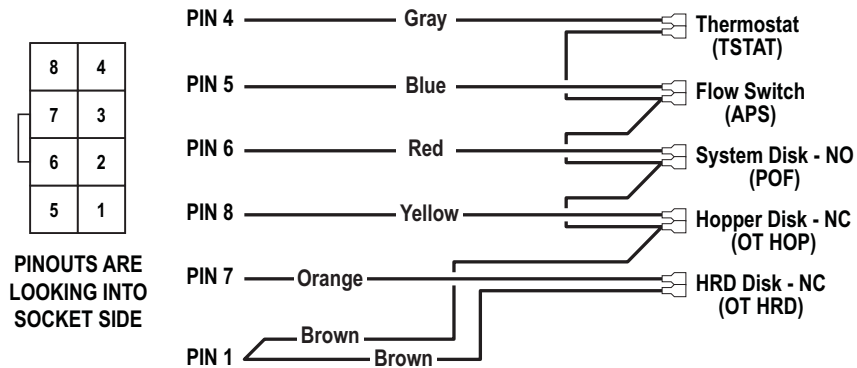 PIN 4 Gray Thermostat
(TSTAT)
8 4
PIN 5 Blue Flow Switch
(APS)
7 3
PIN 6 Red System Disk - NO
(POF)
6 2
5 1
PIN 8 Yellow Hopper Disk - NC
(OT HOP)
PINOUTS ARE
LOOKING INTO
SOCKET SIDE
PIN 7 Orange HRD Disk - NC
(OT HRD)
Brown
PIN 1 Brown